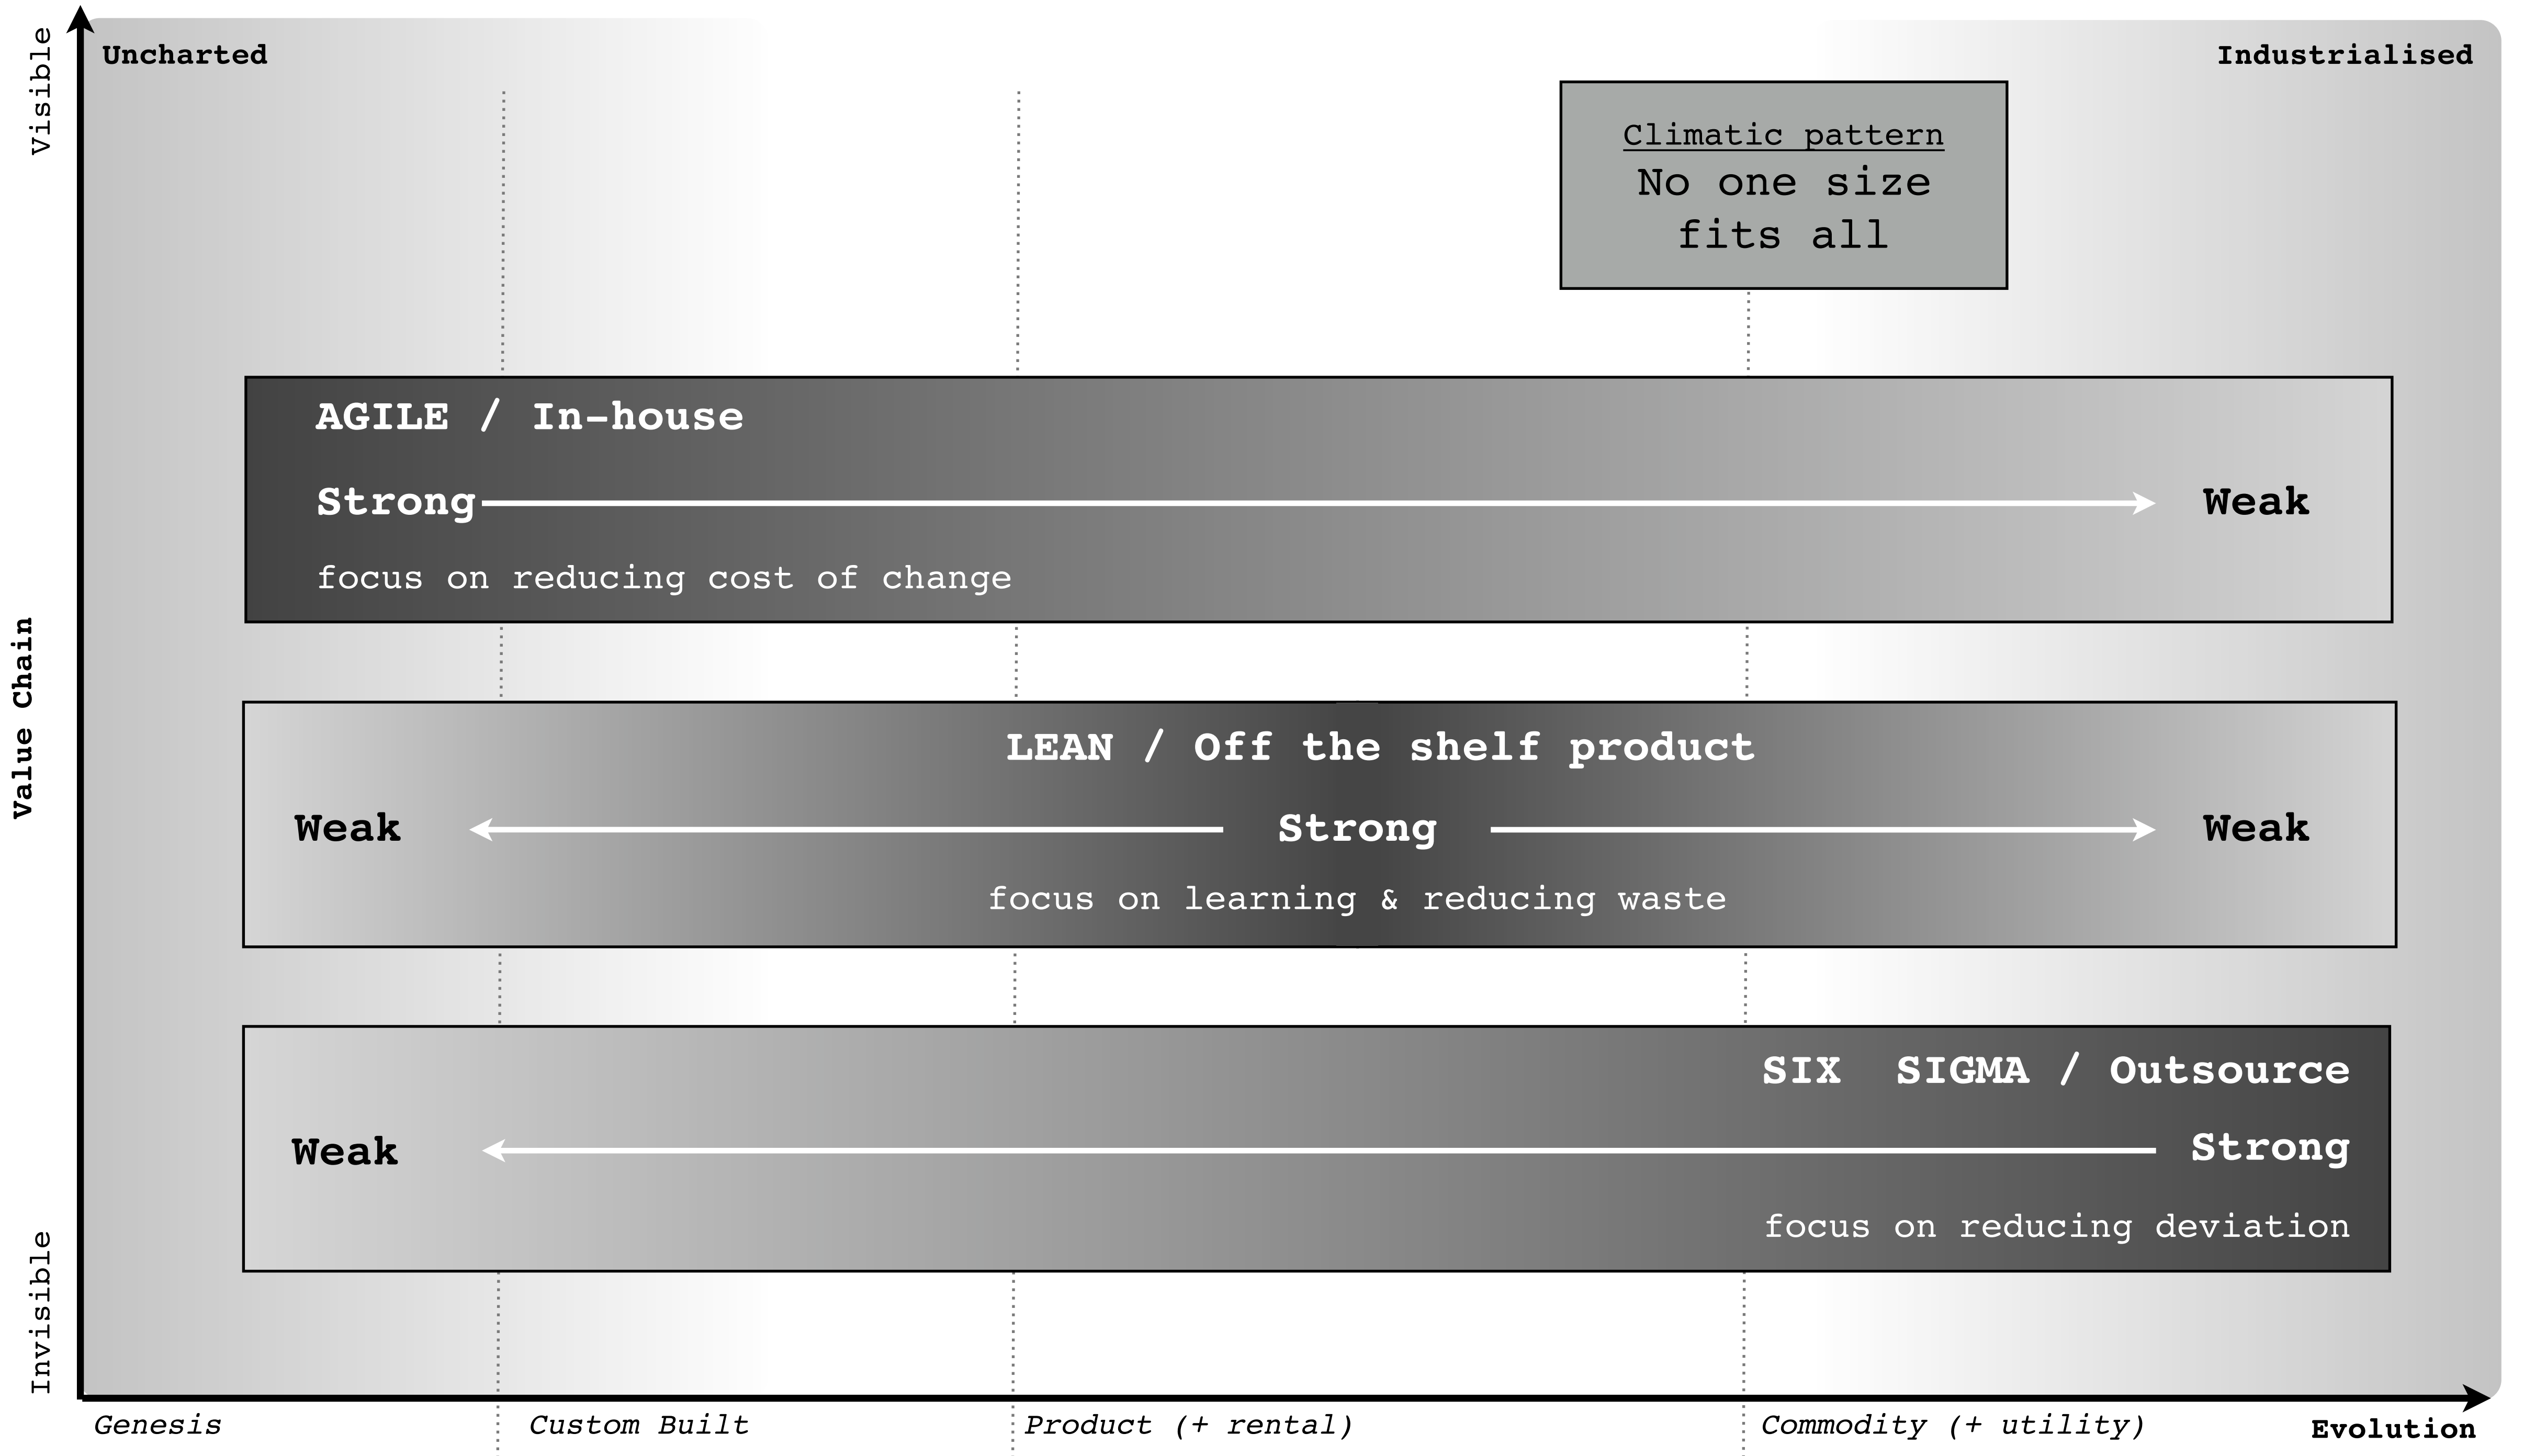 Visible
Uncharted
Industrialised
Climatic pattern
No one size
fits all
AGILE / In-house
Strong
Weak
focus on reducing cost of change
Value Chain
LEAN / Off the shelf product
Weak
Strong
Weak
focus on learning & reducing waste
SIX SIGMA / Outsource
Weak
Strong
focus on reducing deviation
Invisible
Genesis
Custom Built
Product (+ rental)
Commodity (+ utility)
Evolution